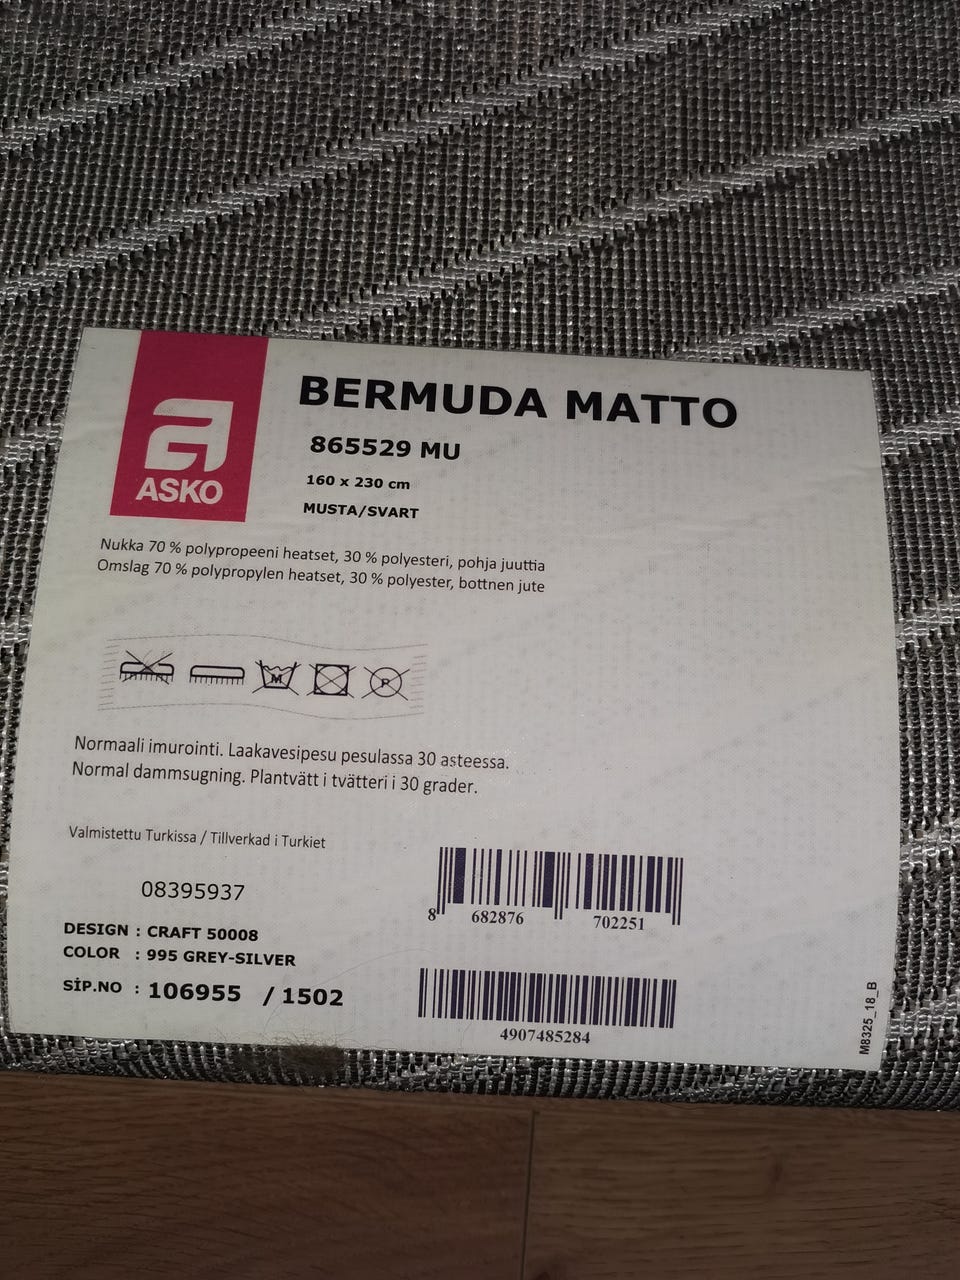 BERMUDA MATTO
865529 MU
160 x 230 cm
MUSTA/SVART
a
ASKO
Nukka 70 % polypropeeni heatset, 30 % polyesteri, pohja juuttia
Omslag 70 % polypropylen heatset, 30 % polyester, bottnen jute
M
P
Normaali imurointi. Laakavesipesu pesulassa 30 asteessa.
Normal dammsugning. Plantvätt i tvätteri i 30 grader.
Valmistettu Turkissa / Tillverkad i Turkiet
08395937
DESIGN : CRAFT 50008
COLOR : 995 GREY-SILVER
SİP.NO : 106955 / 1502
8 682876 702251
4907485284
M8325_18_B